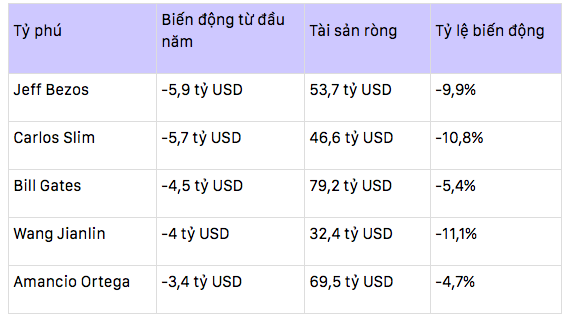 Tỷ phú
Biến động từ đầu
năm
Tài sản ròng
Tỷ lệ biến động
Jeff Bezos
-5,9 tỷ USD
53,7 tỷ USD
-9,9%
Carlos Slim
-5,7 tỷ USD
46,6 tỷ USD
-10,8%
Bill Gates
-4,5 tỷ USD
79,2 tỷ USD
-5,4%
Wang Jianlin
-4 tỷ USD
32,4 tỷ USD
-11,1%
Amancio Ortega
-3,4 tỷ USD
69,5 tỷ USD
-4,7%